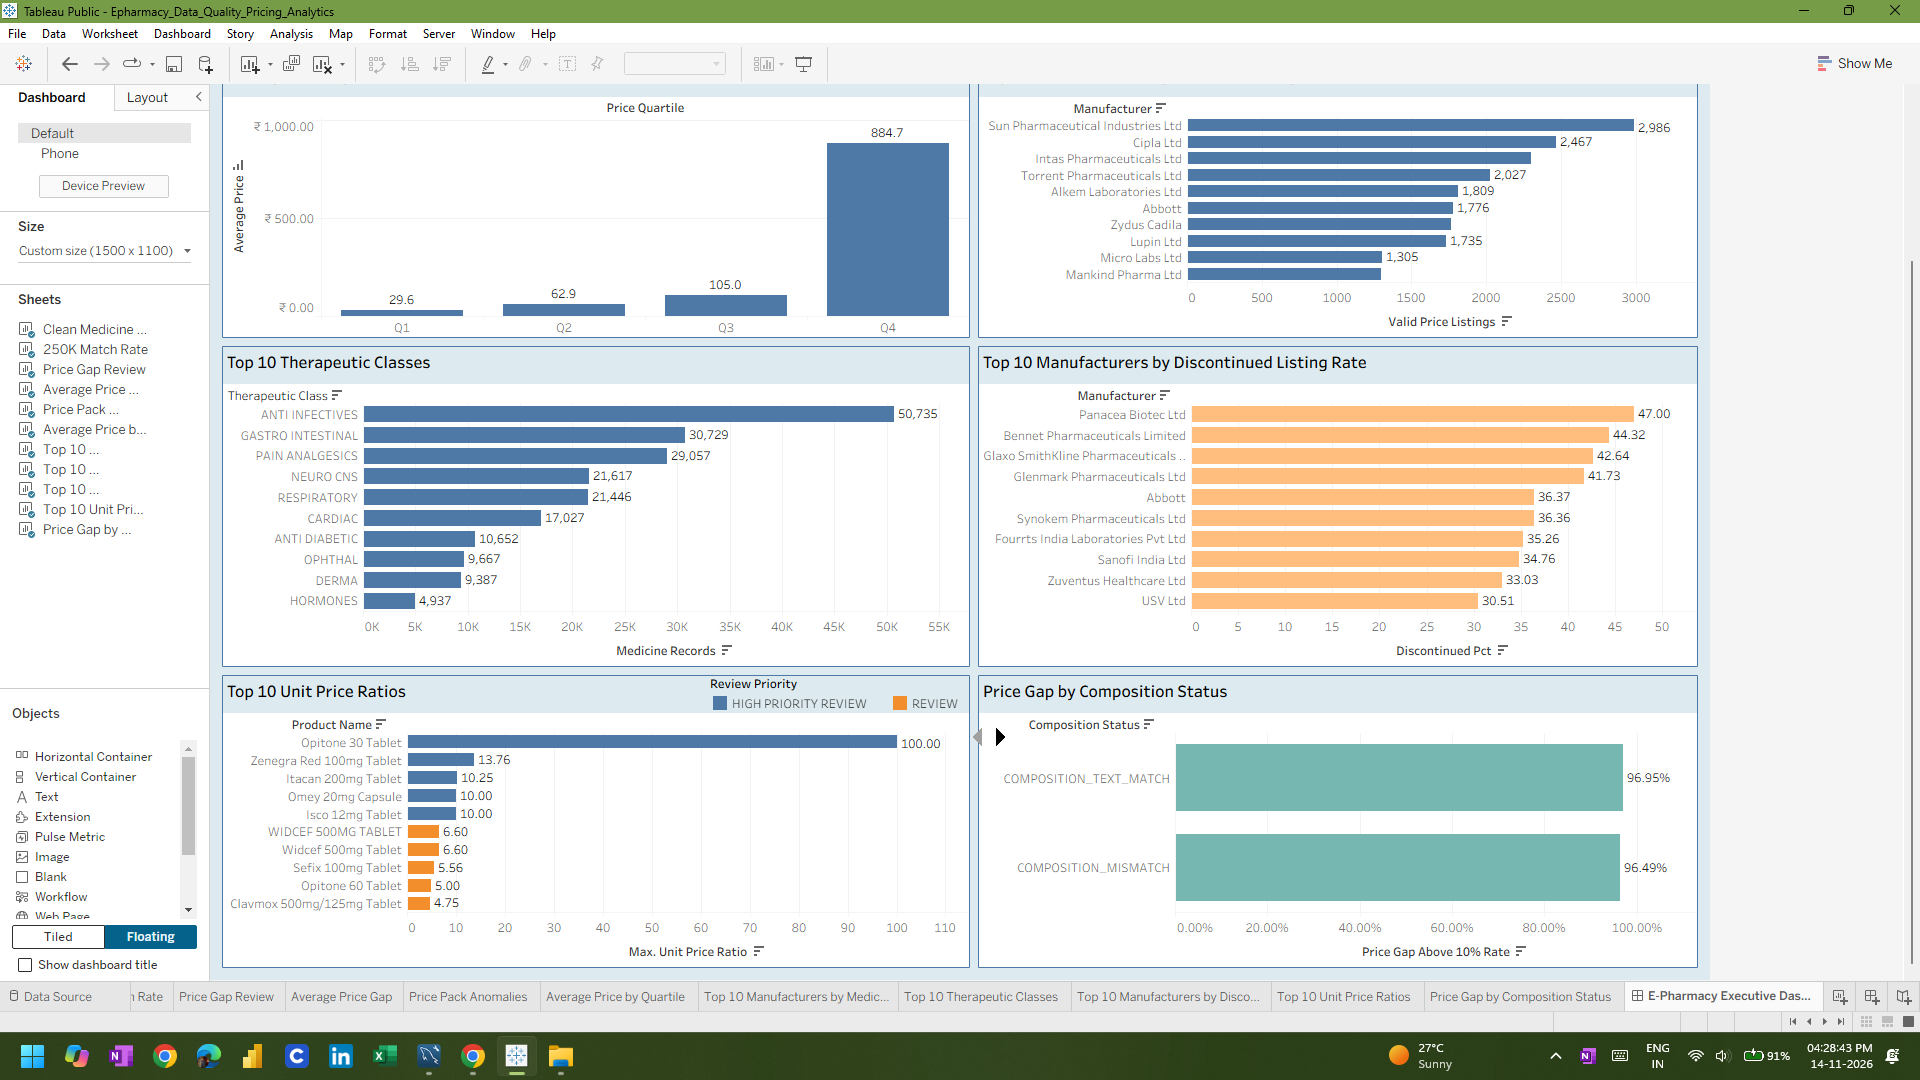 Tableau Public - Epharmacy_Data_Quality_Pricing_Analytics
File Data Worksheet Dashboard Story Analysis Map Format Server Window Help
Show Me
Dashboard Layout
Default
Phone
Device Preview
Size
Custom size (1500 x 1100)
Sheets
Clean Medicine ...
250K Match Rate
Price Gap Review
Average Price ...
Price Pack ...
Average Price b...
Top 10 ...
Top 10 ...
Top 10 ...
Top 10 Unit Pri...
Price Gap by ...
Objects
Horizontal Container
Vertical Container
Text
Extension
Pulse Metric
Image
Blank
Workflow
Web Page
Tiled Floating
Show dashboard title
Price Quartile
Average Price
₹ 1,000.00
₹ 500.00
₹ 0.00
29.6 62.9 105.0 884.7
Q1 Q2 Q3 Q4
Manufacturer
Sun Pharmaceutical Industries Ltd 2,986
Cipla Ltd 2,467
Intas Pharmaceuticals Ltd
Torrent Pharmaceuticals Ltd 2,027
Alkem Laboratories Ltd 1,809
Abbott 1,776
Zydus Cadila
Lupin Ltd 1,735
Micro Labs Ltd 1,305
Mankind Pharma Ltd
0 500 1000 1500 2000 2500 3000
Valid Price Listings
Top 10 Therapeutic Classes
Therapeutic Class
ANTI INFECTIVES 50,735
GASTRO INTESTINAL 30,729
PAIN ANALGESICS 29,057
NEURO CNS 21,617
RESPIRATORY 21,446
CARDIAC 17,027
ANTI DIABETIC 10,652
OPHTHAL 9,667
DERMA 9,387
HORMONES 4,937
0K 5K 10K 15K 20K 25K 30K 35K 40K 45K 50K 55K
Medicine Records
Top 10 Manufacturers by Discontinued Listing Rate
Manufacturer
Panacea Biotec Ltd 47.00
Bennet Pharmaceuticals Limited 44.32
Glaxo SmithKline Pharmaceuticals .. 42.64
Glenmark Pharmaceuticals Ltd 41.73
Abbott 36.37
Synokem Pharmaceuticals Ltd 36.36
Fourrts India Laboratories Pvt Ltd 35.26
Sanofi India Ltd 34.76
Zuventus Healthcare Ltd 33.03
USV Ltd 30.51
0 5 10 15 20 25 30 35 40 45 50
Discontinued Pct
Top 10 Unit Price Ratios
Review Priority
HIGH PRIORITY REVIEW REVIEW
Product Name
Opitone 30 Tablet 100.00
Zenegra Red 100mg Tablet 13.76
Itacan 200mg Tablet 10.25
Omey 20mg Capsule 10.00
Isco 12mg Tablet 10.00
WIDCEF 500MG TABLET 6.60
Widcef 500mg Tablet 6.60
Sefix 100mg Tablet 5.56
Opitone 60 Tablet 5.00
Clavmox 500mg/125mg Tablet 4.75
0 10 20 30 40 50 60 70 80 90 100 110
Max. Unit Price Ratio
Price Gap by Composition Status
Composition Status
COMPOSITION_TEXT_MATCH 96.95%
COMPOSITION_MISMATCH 96.49%
0.00% 20.00% 40.00% 60.00% 80.00% 100.00%
Price Gap Above 10% Rate
Data Source Rate Price Gap Review Average Price Gap Price Pack Anomalies Average Price by Quartile Top 10 Manufacturers by Medic... Top 10 Therapeutic Classes Top 10 Manufacturers by Disco... Top 10 Unit Price Ratios Price Gap by Composition Status E-Pharmacy Executive Das...
27°C
Sunny
ENG
IN
91%
04:28:43 PM
14-11-2026